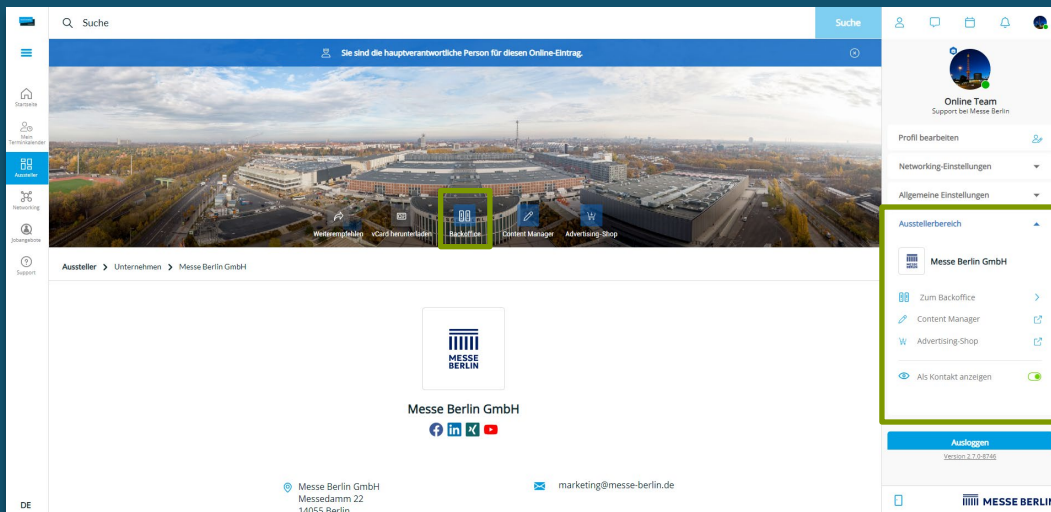 Suche
Suche
Sie sind die hauptverantwortliche Person für diesen Online-Eintrag.
Startseite
Mein
Terminkalender
Aussteller
Networking
Jobangebote
Support
DE
Weiterempfehlen
vCard herunterladen
Backoffice
Content Manager
Advertising-Shop
Aussteller > Unternehmen > Messe Berlin GmbH
MESSE
BERLIN
Messe Berlin GmbH
Messe Berlin GmbH
Messedamm 22
14055 Berlin
marketing@messe-berlin.de
Online Team
Support bei Messe Berlin
Profil bearbeiten
Networking-Einstellungen
Allgemeine Einstellungen
Ausstellerbereich
Messe Berlin GmbH
Zum Backoffice
Content Manager
Advertising-Shop
Als Kontakt anzeigen
Ausloggen
Version 2.7.0-8746
MESSE BERLIN